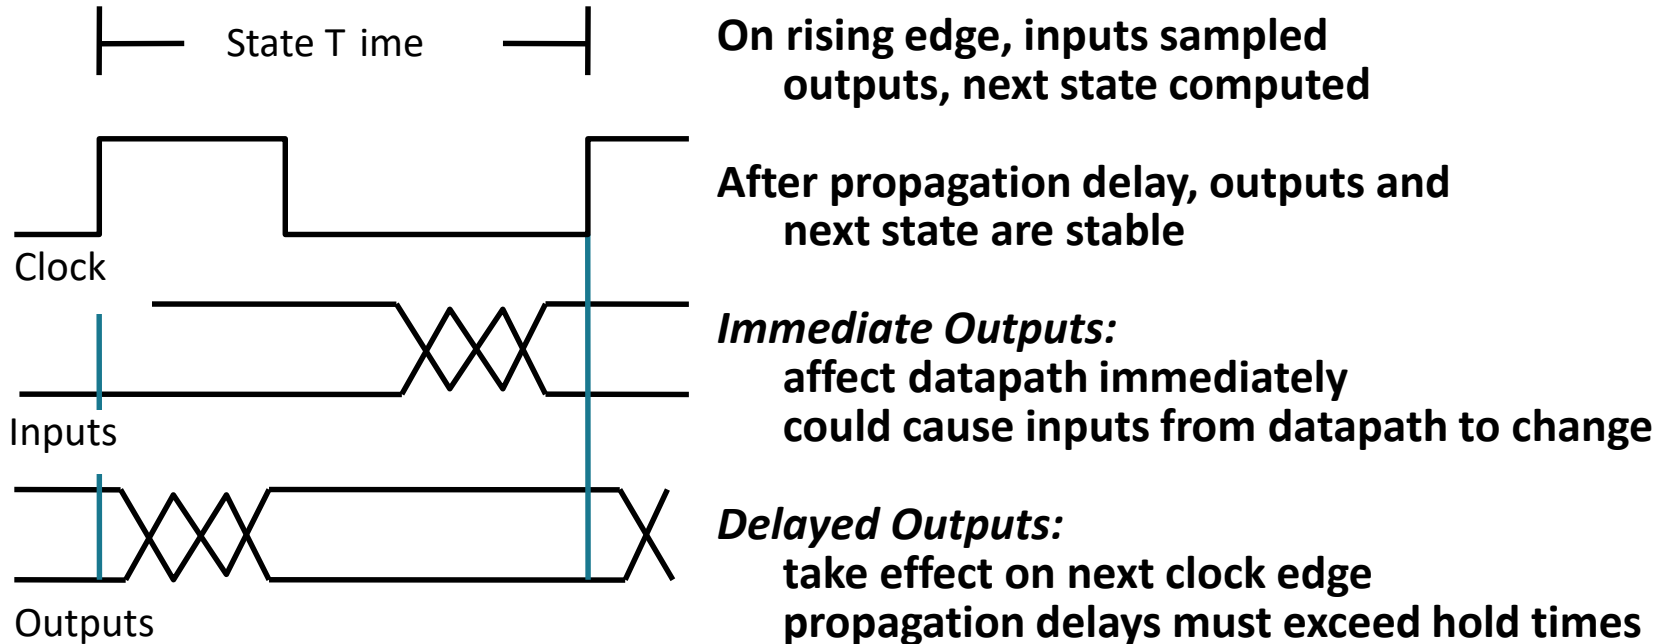 State T ime
Clock
Inputs
Outputs
On rising edge, inputs sampled
outputs, next state computed
After propagation delay, outputs and
next state are stable
Immediate Outputs:
affect datapath immediately
could cause inputs from datapath to change
Delayed Outputs:
take effect on next clock edge
propagation delays must exceed hold times